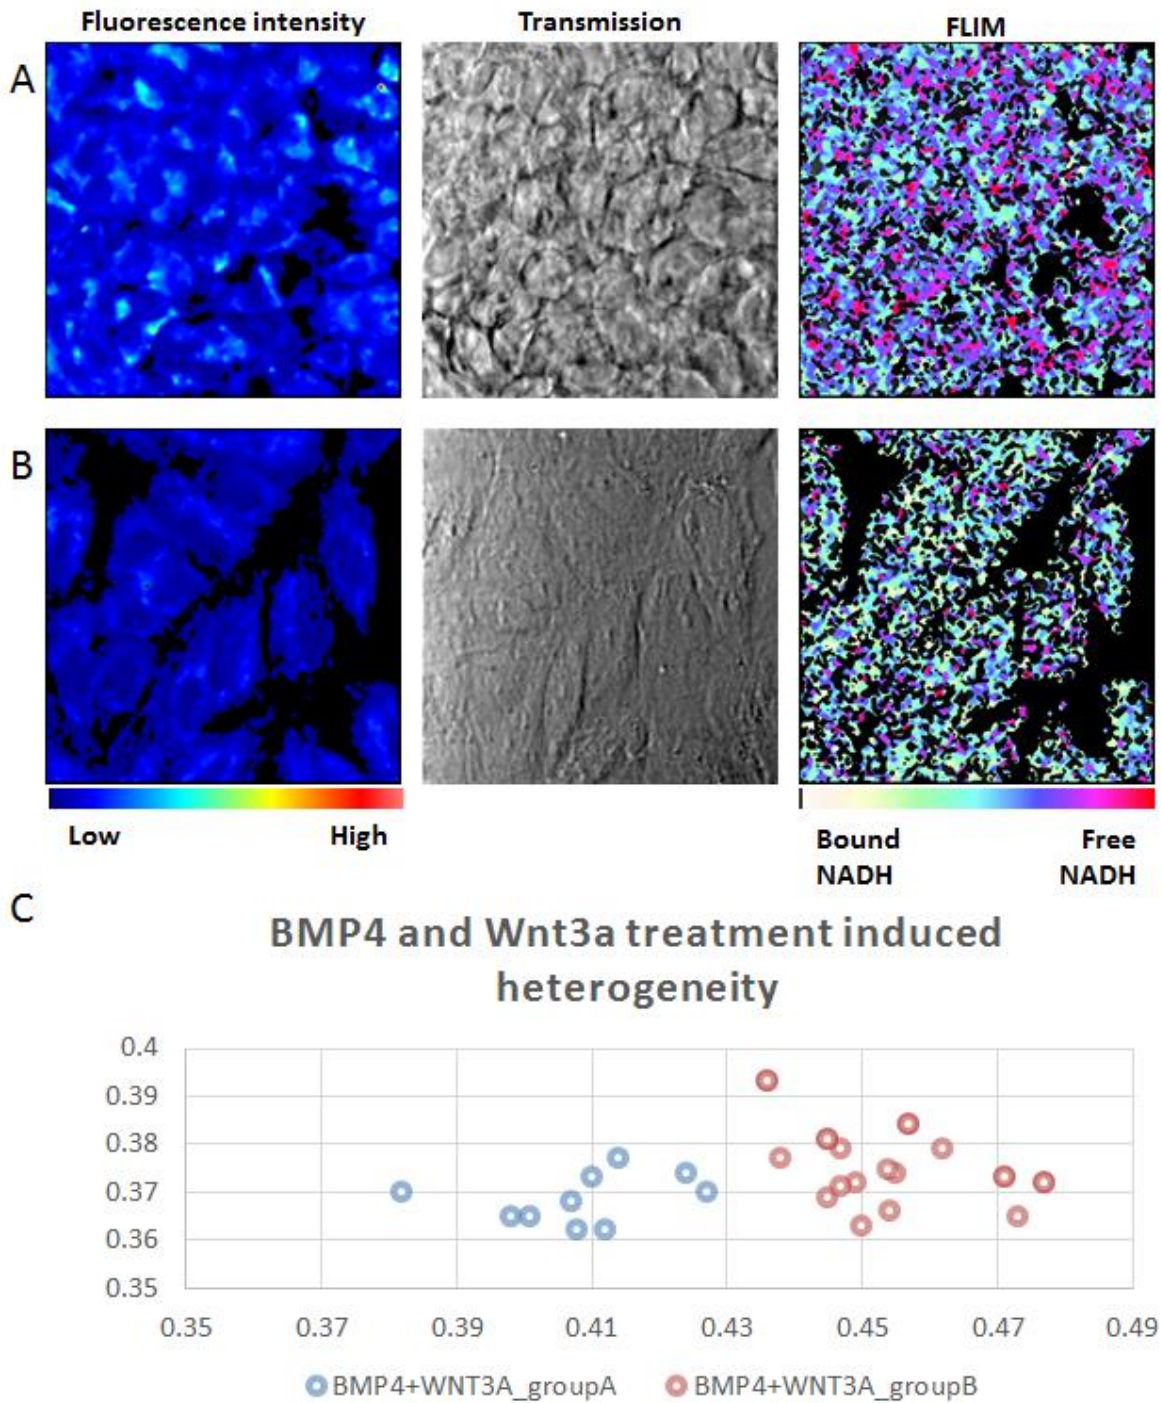 Fluorescence intensity Transmission FLIM
A
B
Low High
Bound NADH Free NADH
C
BMP4 and Wnt3a treatment induced
heterogeneity
0.4
0.39
0.38
0.37
0.36
0.35
0.35 0.37 0.39 0.41 0.43 0.45 0.47 0.49
BMP4+WNT3A_groupA BMP4+WNT3A_groupB